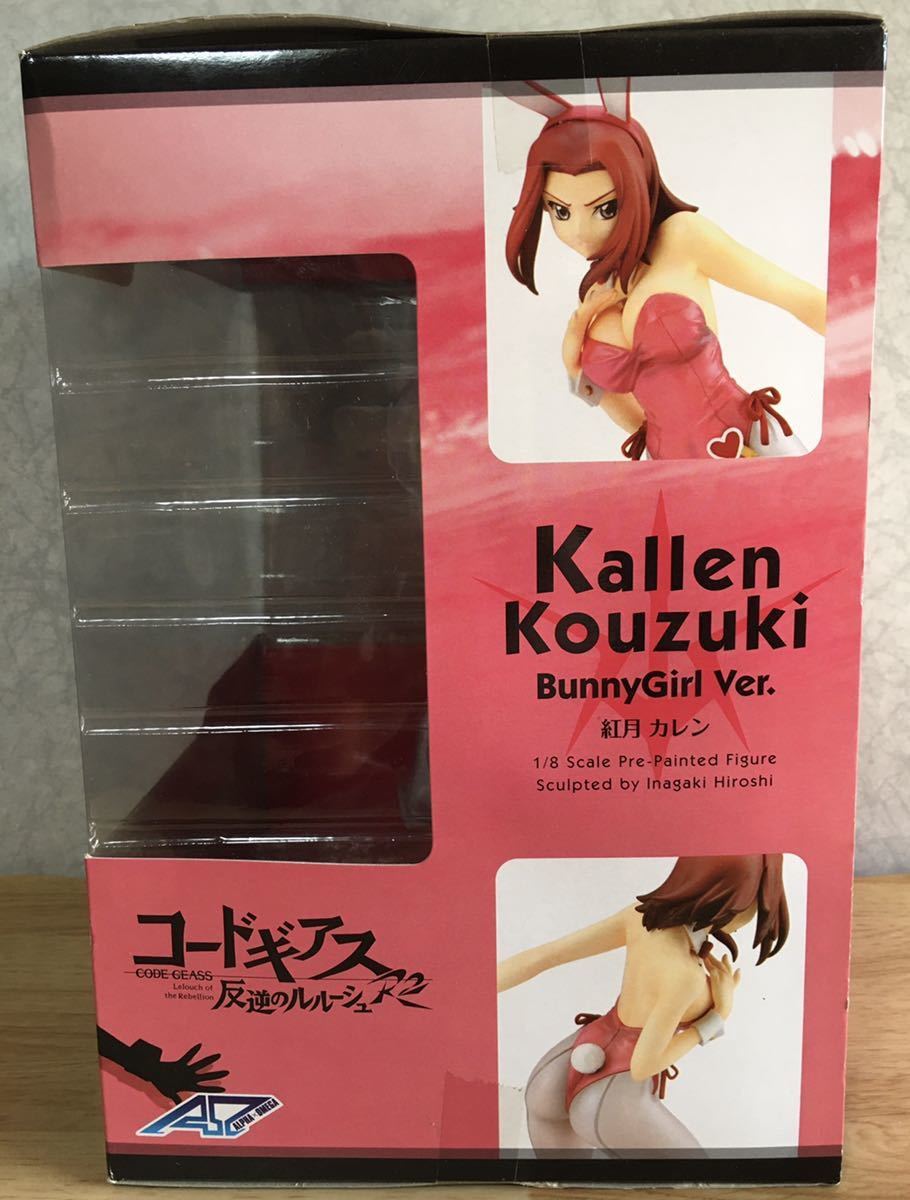 Kallen
Kouzuki
BunnyGirl Ver.
紅月 カレン
1/8 Scale Pre-Painted Figure
Sculpted by Inagaki Hiroshi
コードギアス
CODE GEASS
Lelouch of
the Rebellion
反逆のルルーシュR2
ALPHA×OMEGA